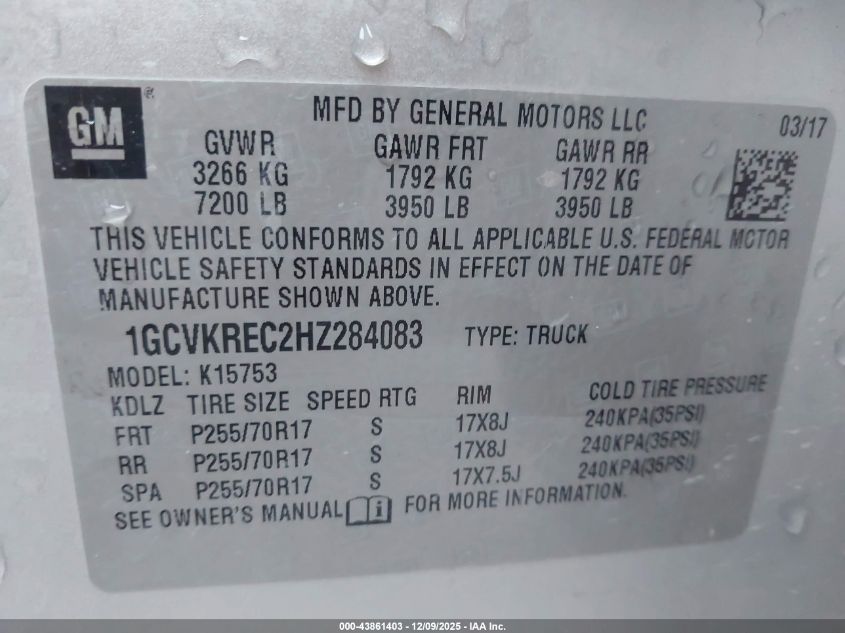 GM®
MFD BY GENERAL MOTORS LLC
03/17
GVWR GAWR FRT GAWR RR
3266 KG 1792 KG 1792 KG
7200 LB 3950 LB 3950 LB
THIS VEHICLE CONFORMS TO ALL APPLICABLE U.S. FEDERAL MOTOR
VEHICLE SAFETY STANDARDS IN EFFECT ON THE DATE OF
MANUFACTURE SHOWN ABOVE.
1GCVKREC2HZ284083 TYPE: TRUCK
MODEL: K15753
KDLZ TIRE SIZE SPEED RTG RIM COLD TIRE PRESSURE
FRT P255/70R17 S 17X8J 240KPA(35PSI)
RR P255/70R17 S 17X8J 240KPA(35PSI)
SPA P255/70R17 S 17X7.5J 240KPA(35PSI)
SEE OWNER'S MANUAL FOR MORE INFORMATION.
000-43861403 - 12/09/2025 - IAA Inc.